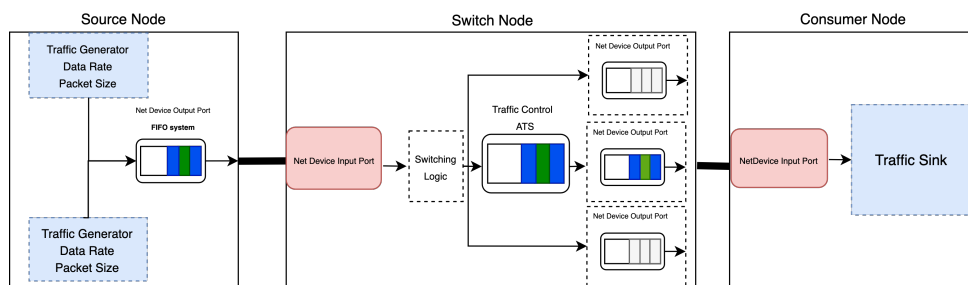 Source Node
Traffic Generator
Data Rate
Packet Size
Net Device Output Port
FIFO system
Traffic Generator
Data Rate
Packet Size
Switch Node
Net Device Input Port
Switching
Logic
Traffic Control
ATS
Net Device Output Port
Net Device Output Port
Net Device Output Port
Consumer Node
NetDevice Input Port
Traffic Sink